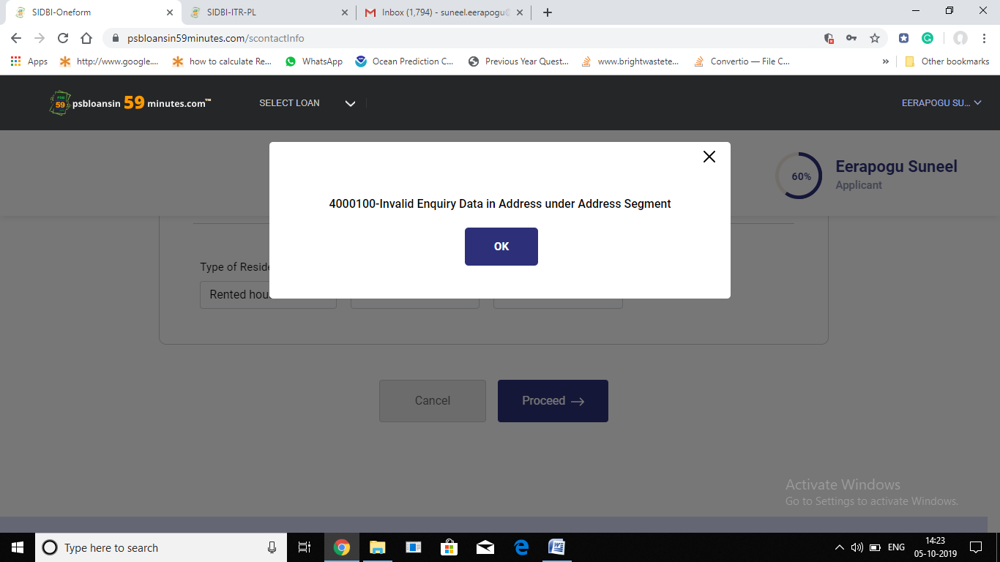 SIDBI-Oneform
SIDBI-ITR-PL
Inbox (1,794) - suneel.eerapogu@
psbloansin59minutes.com/scontactInfo
Apps
http://www.google....
how to calculate Re...
WhatsApp
Ocean Prediction C...
Previous Year Quest...
www.brightwastete...
Convertio — File C...
»
Other bookmarks
PSB
59
psbloansin 59 minutes.com™
SELECT LOAN
EERAPOGU SU...
60%
Eerapogu Suneel
Applicant
4000100-Invalid Enquiry Data in Address under Address Segment
OK
Type of Reside
Rented hou
Cancel
Proceed →
Activate Windows
Go to Settings to activate Windows.
Type here to search
ENG
14:23
05-10-2019